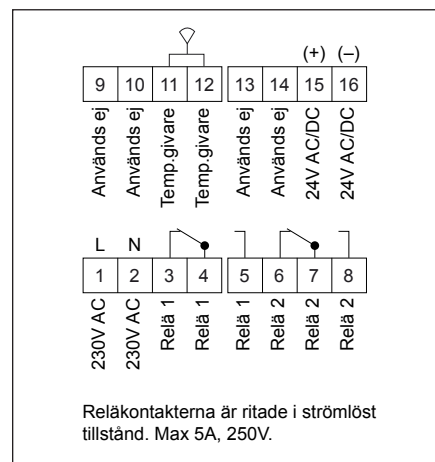 (+) (–)
9 10 11 12 13 14 15 16
Används ej
Används ej
Temp.givare
Temp.givare
Används ej
Används ej
24V AC/DC
24V AC/DC
L N
1 2 3 4 5 6 7 8
230V AC
230V AC
Relä 1
Relä 1
Relä 1
Relä 2
Relä 2
Relä 2
Reläkontakterna är ritade i strömlöst
tillstånd. Max 5A, 250V.